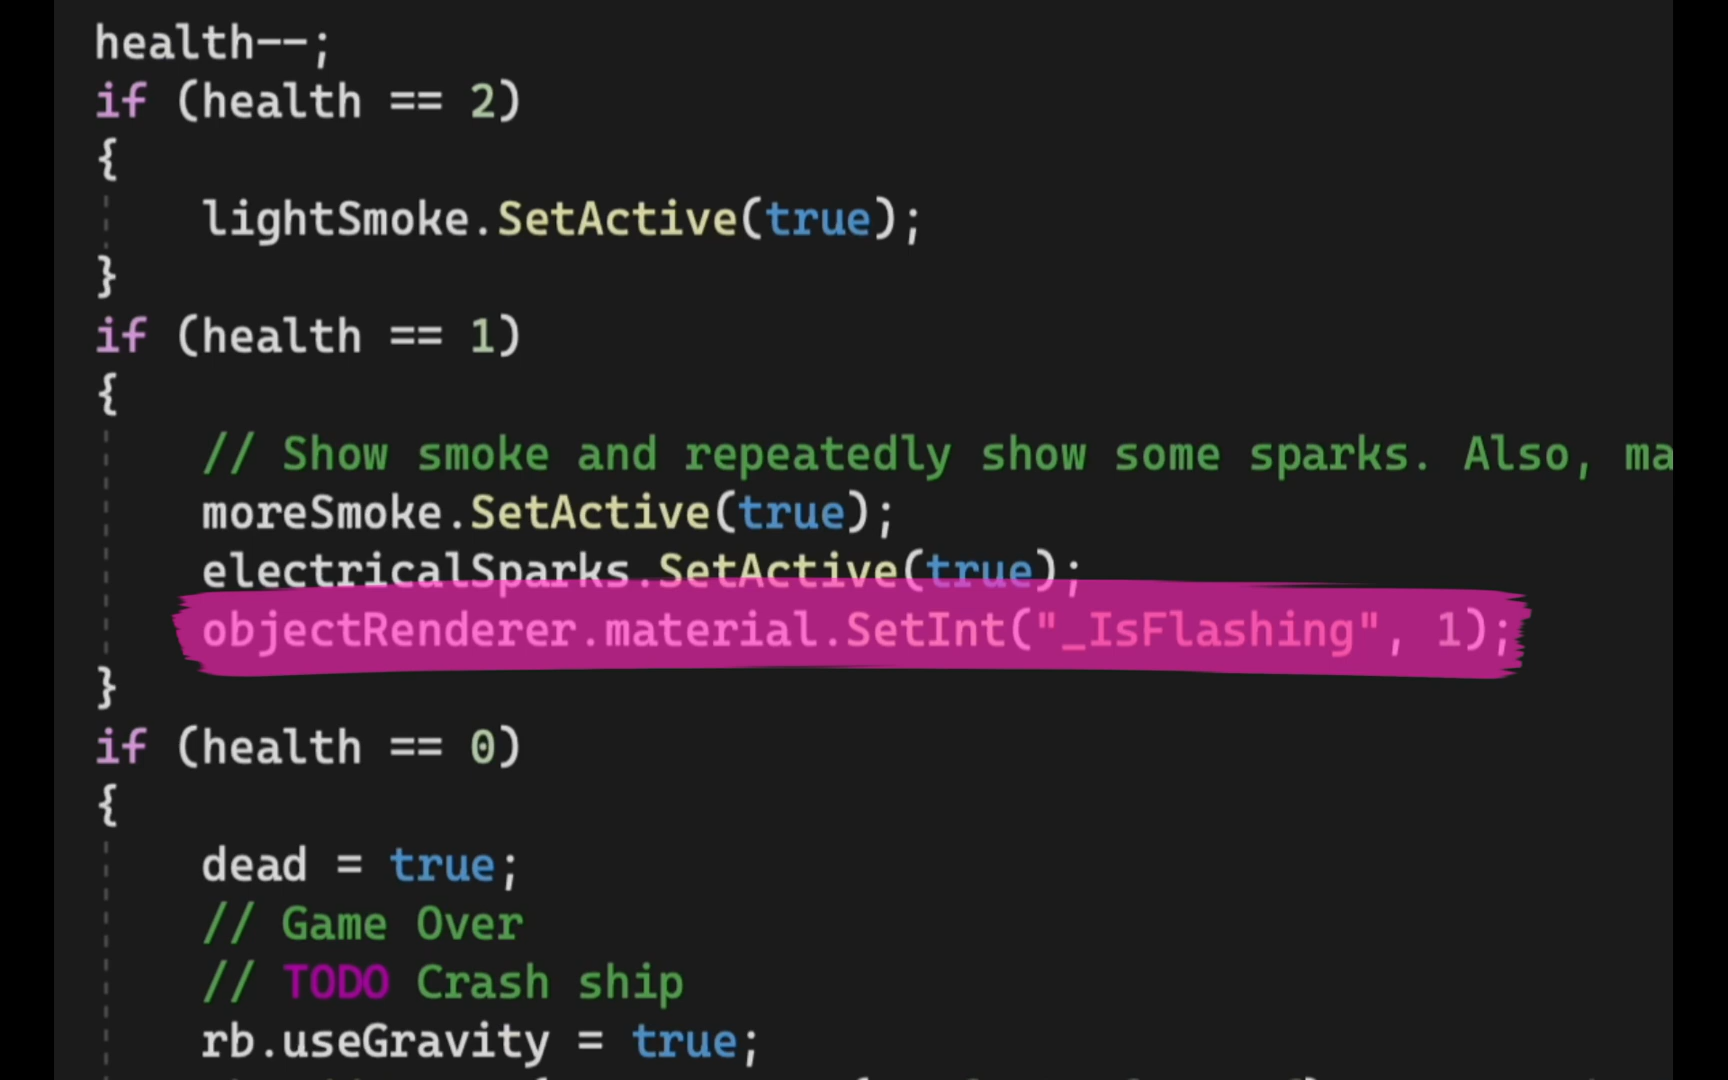 health--;
if (health == 2)
{
lightSmoke.SetActive(true);
}
if (health == 1)
{
// Show smoke and repeatedly show some sparks. Also, ma
moreSmoke.SetActive(true);
electricalSparks.SetActive(true);
objectRenderer.material.SetInt("_IsFlashing", 1);
}
if (health == 0)
{
dead = true;
// Game Over
// TODO Crash ship
rb.useGravity = true;